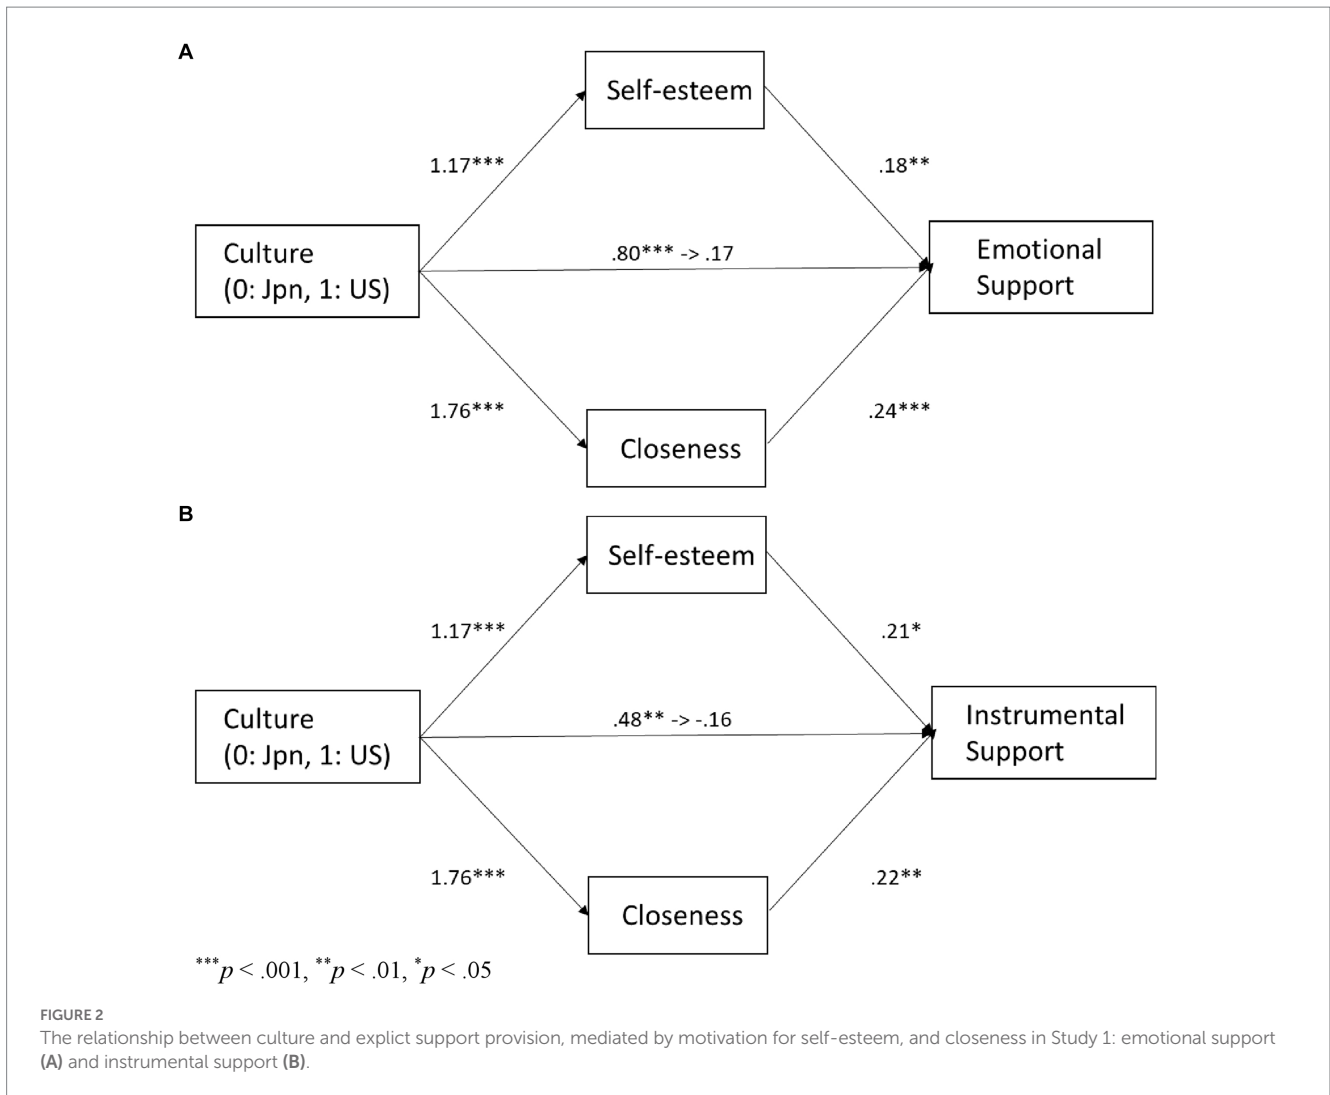 A
Self-esteem
1.17***
.18**
Culture
(0: Jpn, 1: US)
.80*** -> .17
Emotional
Support
1.76***
.24***
Closeness
B
Self-esteem
1.17***
.21*
Culture
(0: Jpn, 1: US)
.48** -> -.16
Instrumental
Support
1.76***
.22**
Closeness
***p < .001, **p < .01, *p < .05
FIGURE 2
The relationship between culture and explict support provision, mediated by motivation for self-esteem, and closeness in Study 1: emotional support
(A) and instrumental support (B).